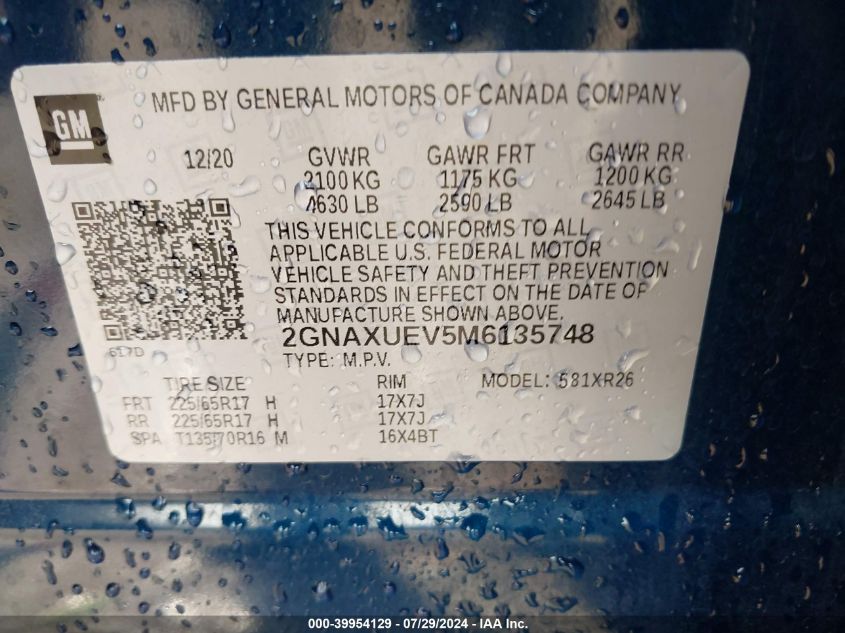 GM
MFD BY GENERAL MOTORS OF CANADA COMPANY
12/20 GVWR GAWR FRT GAWR RR
2100 KG 1175 KG 1200 KG
4630 LB 2590 LB 2645 LB
THIS VEHICLE CONFORMS TO ALL
APPLICABLE U.S. FEDERAL MOTOR
VEHICLE SAFETY AND THEFT PREVENTION
STANDARDS IN EFFECT ON THE DATE OF
MANUFACTURE SHOWN ABOVE.
2GNAXUEV5M6135748
617D TYPE: M.P.V.
TIRE SIZE RIM MODEL: 581XR26
FRT 225/65R17 H 17X7J
RR 225/65R17 H 17X7J
SPA T135/70R16 M 16X4BT
000-39954129 - 07/29/2024 - IAA Inc.